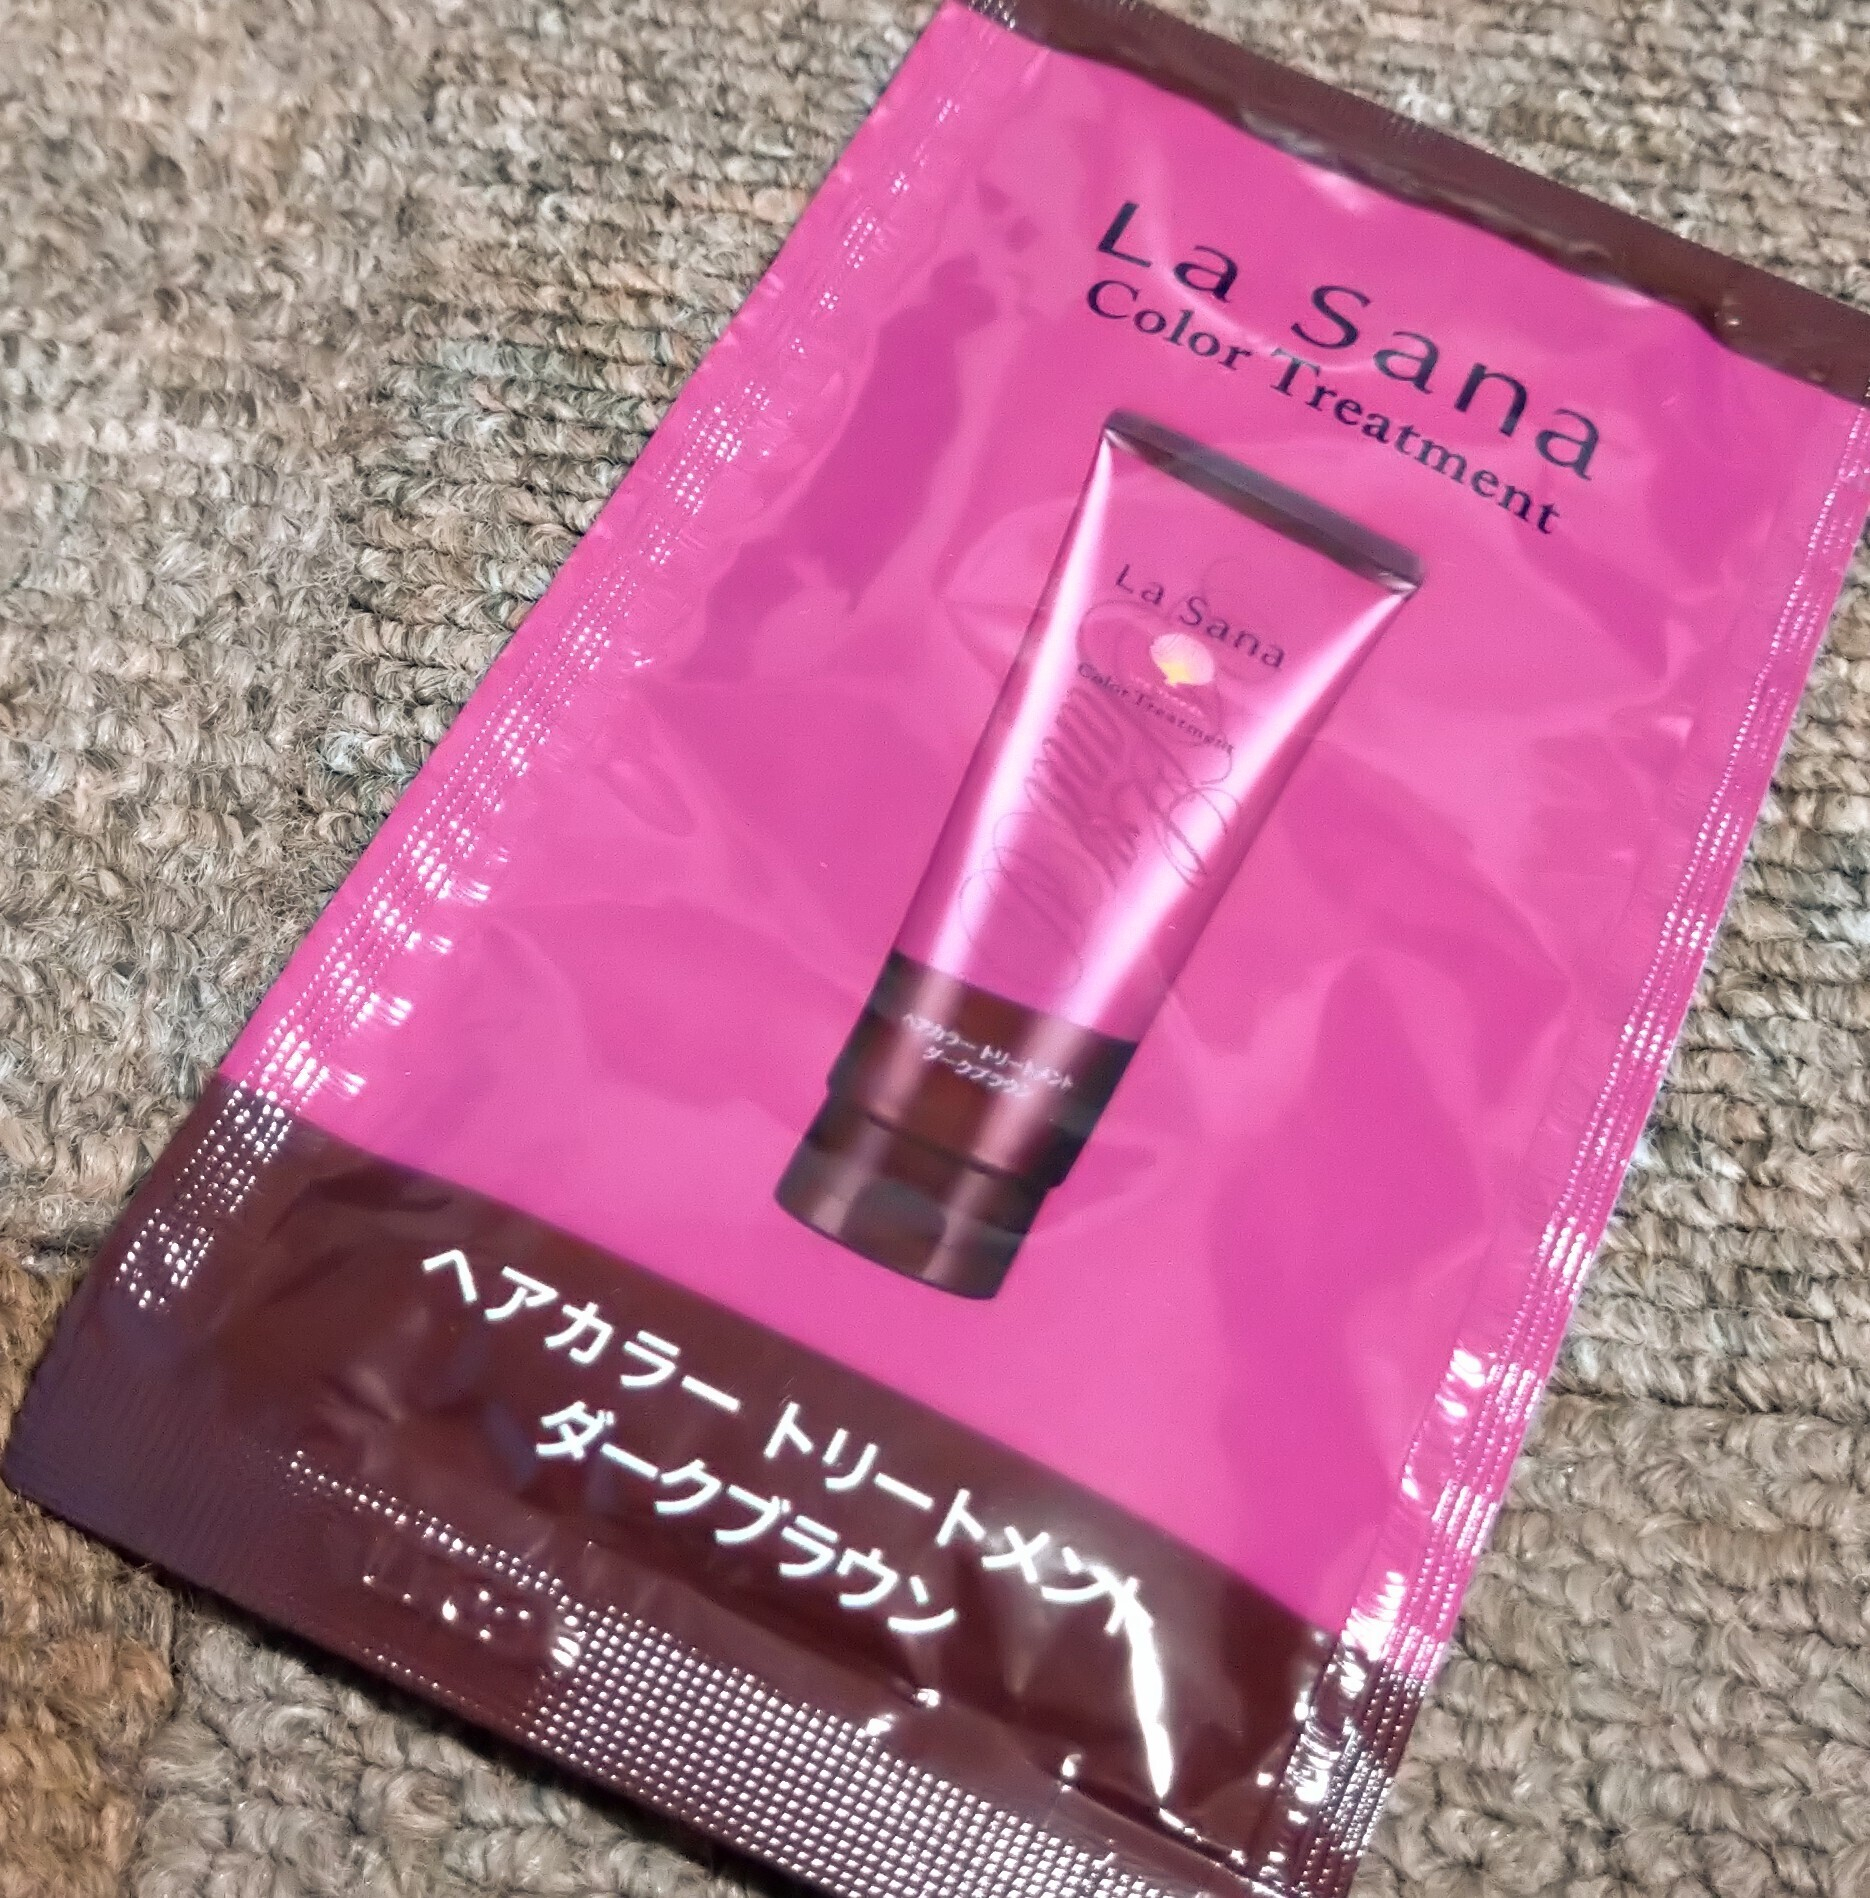 La Sana
Color Treatment
La Sana
Color Treatment
ヘアカラー トリートメント
ダークブラウン
ヘアカラー トリートメント
ダークブラウン